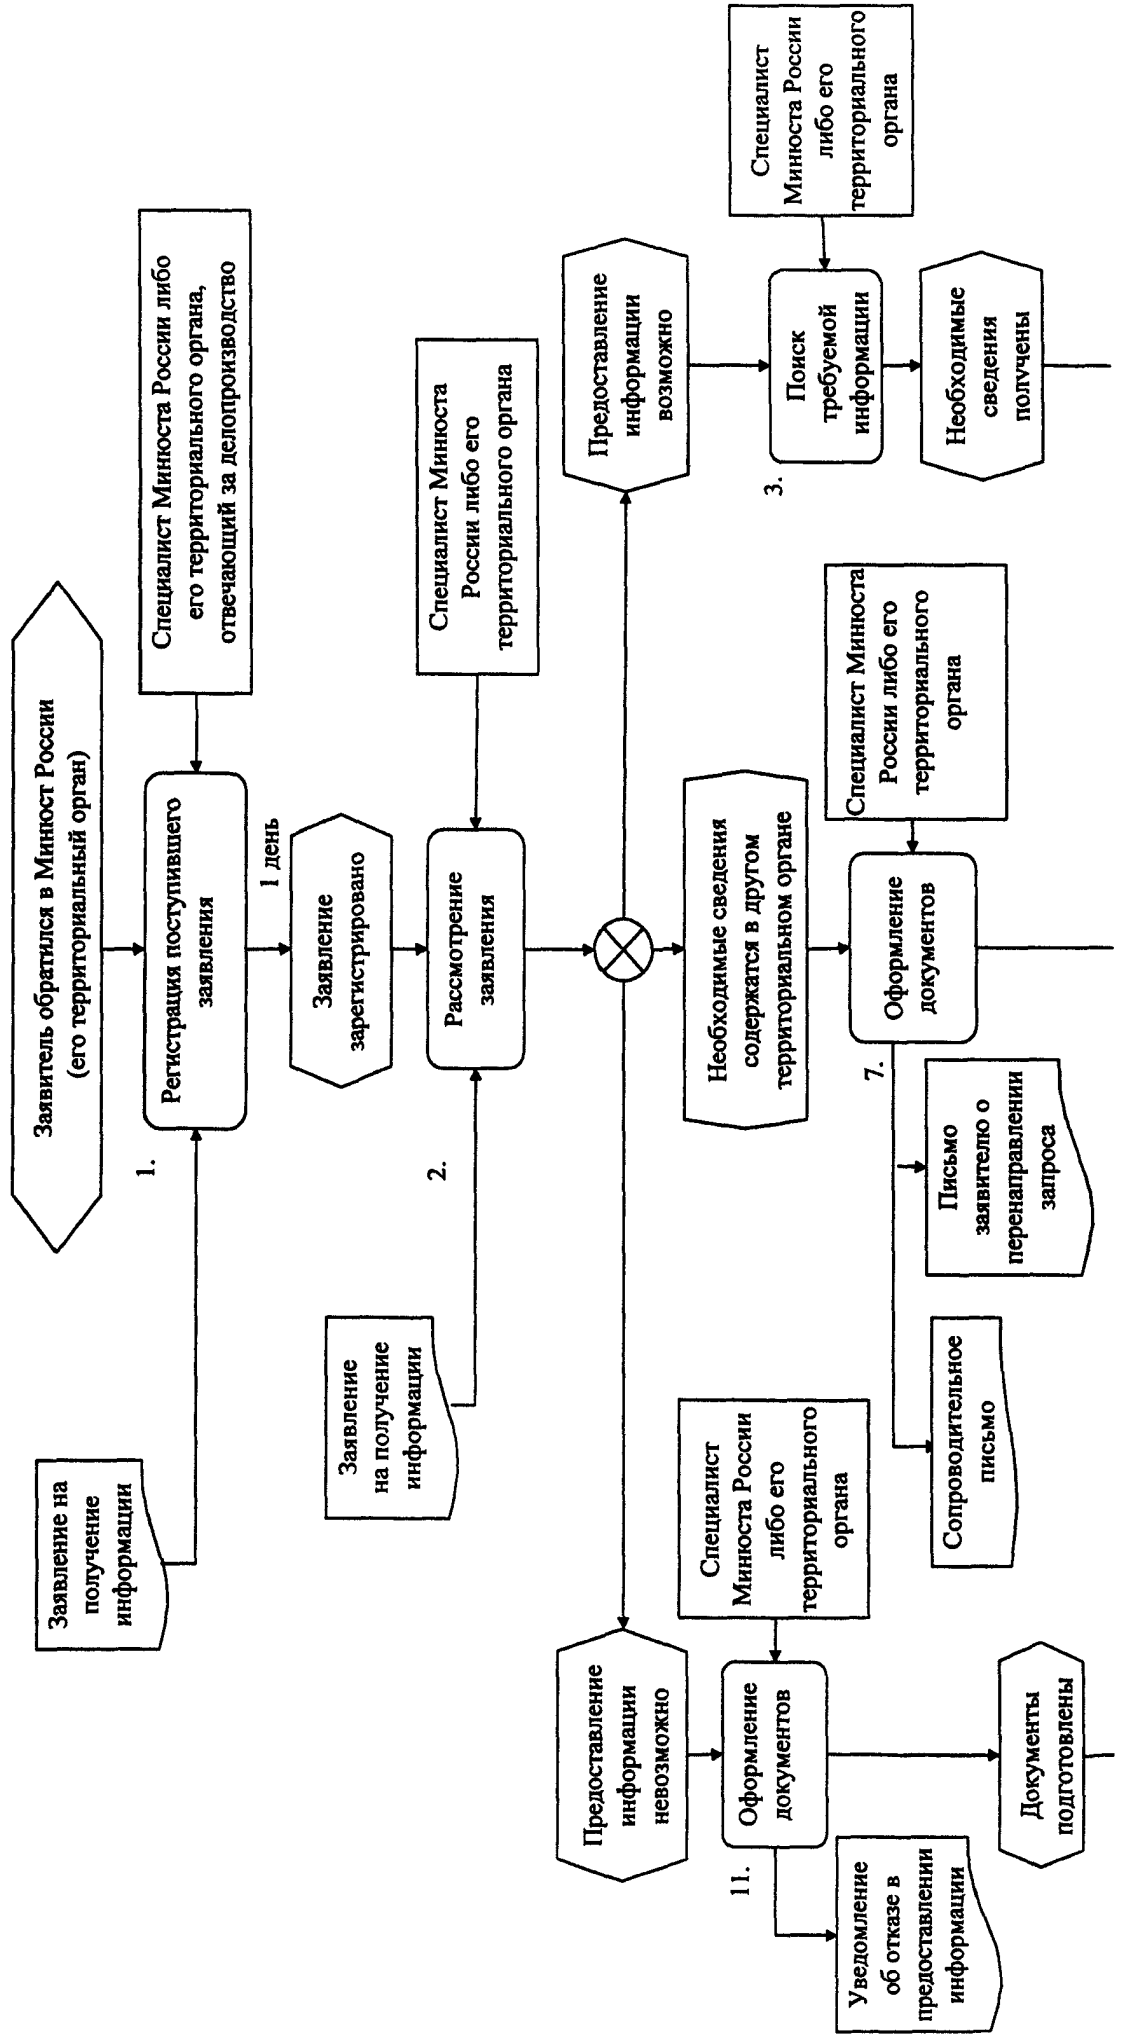 Заявитель обратился в Минюст России
(его территориальный орган)
Заявление на
получение
информации
1.
Регистрация поступившего
заявления
Специалист Минюста России либо
его территориального органа,
отвечающий за делопроизводство
1 день
Заявление
зарегистрировано
Заявление
на получение
информации
2.
Рассмотрение
заявления
Специалист Минюста
России либо его
территориального органа
Предоставление
информации
невозможно
Необходимые сведения
содержатся в другом
территориальном органе
Предоставление
информации
возможно
11.
Оформление
документов
Специалист
Минюста России
либо его
территориального
органа
7.
Оформление
документов
Специалист Минюста
России либо его
территориального
органа
3.
Поиск
требуемой
информации
Специалист
Минюста России
либо его
территориального
органа
Уведомление
об отказе в
предоставлении
информации
Документы
подготовлены
Сопроводительное
письмо
Письмо
заявителю о
перенаправлении
запроса
Необходимые
сведения
получены